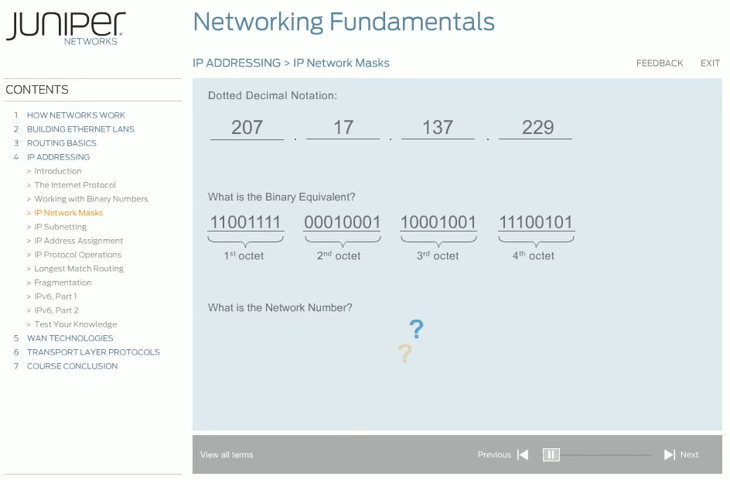 JUNIPER
NETWORKS
Networking Fundamentals
IP ADDRESSING > IP Network Masks
FEEDBACK EXIT
CONTENTS
1 HOW NETWORKS WORK
2 BUILDING ETHERNET LANS
3 ROUTING BASICS
4 IP ADDRESSING
> Introduction
> The Internet Protocol
> Working with Binary Numbers
> IP Network Masks
> IP Subnetting
> IP Address Assignment
> IP Protocol Operations
> Longest Match Routing
> Fragmentation
> IPv6, Part 1
> IPv6, Part 2
> Test Your Knowledge
5 WAN TECHNOLOGIES
6 TRANSPORT LAYER PROTOCOLS
7 COURSE CONCLUSION
Dotted Decimal Notation:
207 . 17 . 137 . 229
What is the Binary Equivalent?
11001111 00010001 10001001 11100101
1st octet 2nd octet 3rd octet 4th octet
What is the Network Number?
?
?
View all terms
Previous Next